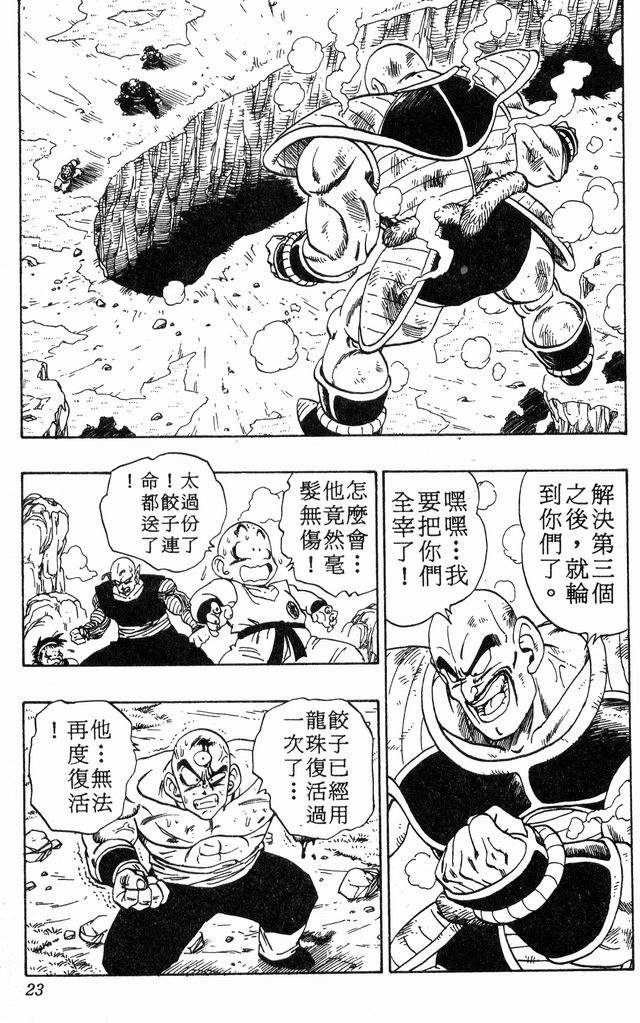 解決第三個
之後，就輪
到你們了。
嘿嘿…我
要把你們
全宰了！
怎麼會…
他竟然毫
髮無傷！
太過份了
！餃子連
命都送了
！
餃子已經用
龍珠復活過
一次了…
他…無法
再度復活
！
23